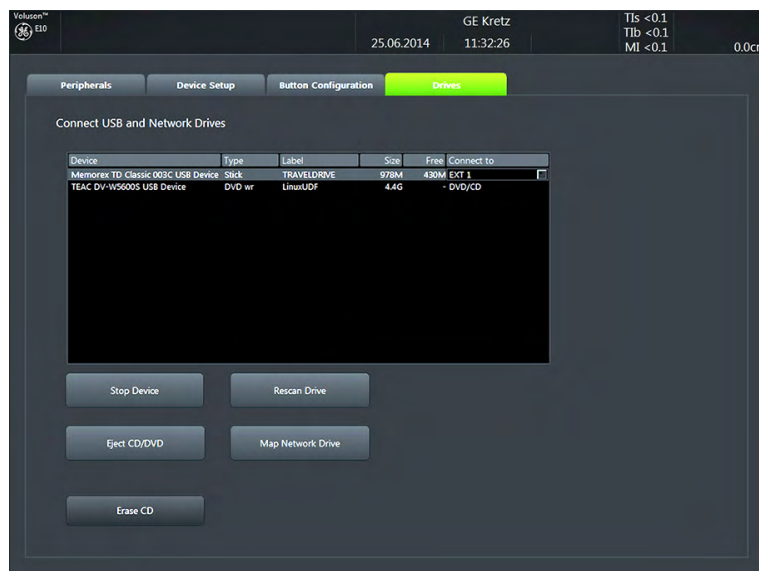 Voluson™
E10
GE Kretz
25.06.2014 11:32:26
TIs <0.1
TIb <0.1
MI <0.1
0.0cr
Peripherals Device Setup Button Configuration Drives
Connect USB and Network Drives
Device Type Label Size Free Connect to
Memorex TD Classic 003C USB Device Stick TRAVELDRIVE 978M 430M EXT 1
TEAC DV-W5600S USB Device DVD wr LinuxUDF 4.4G - DVD/CD
Stop Device Rescan Drive
Eject CD/DVD Map Network Drive
Erase CD